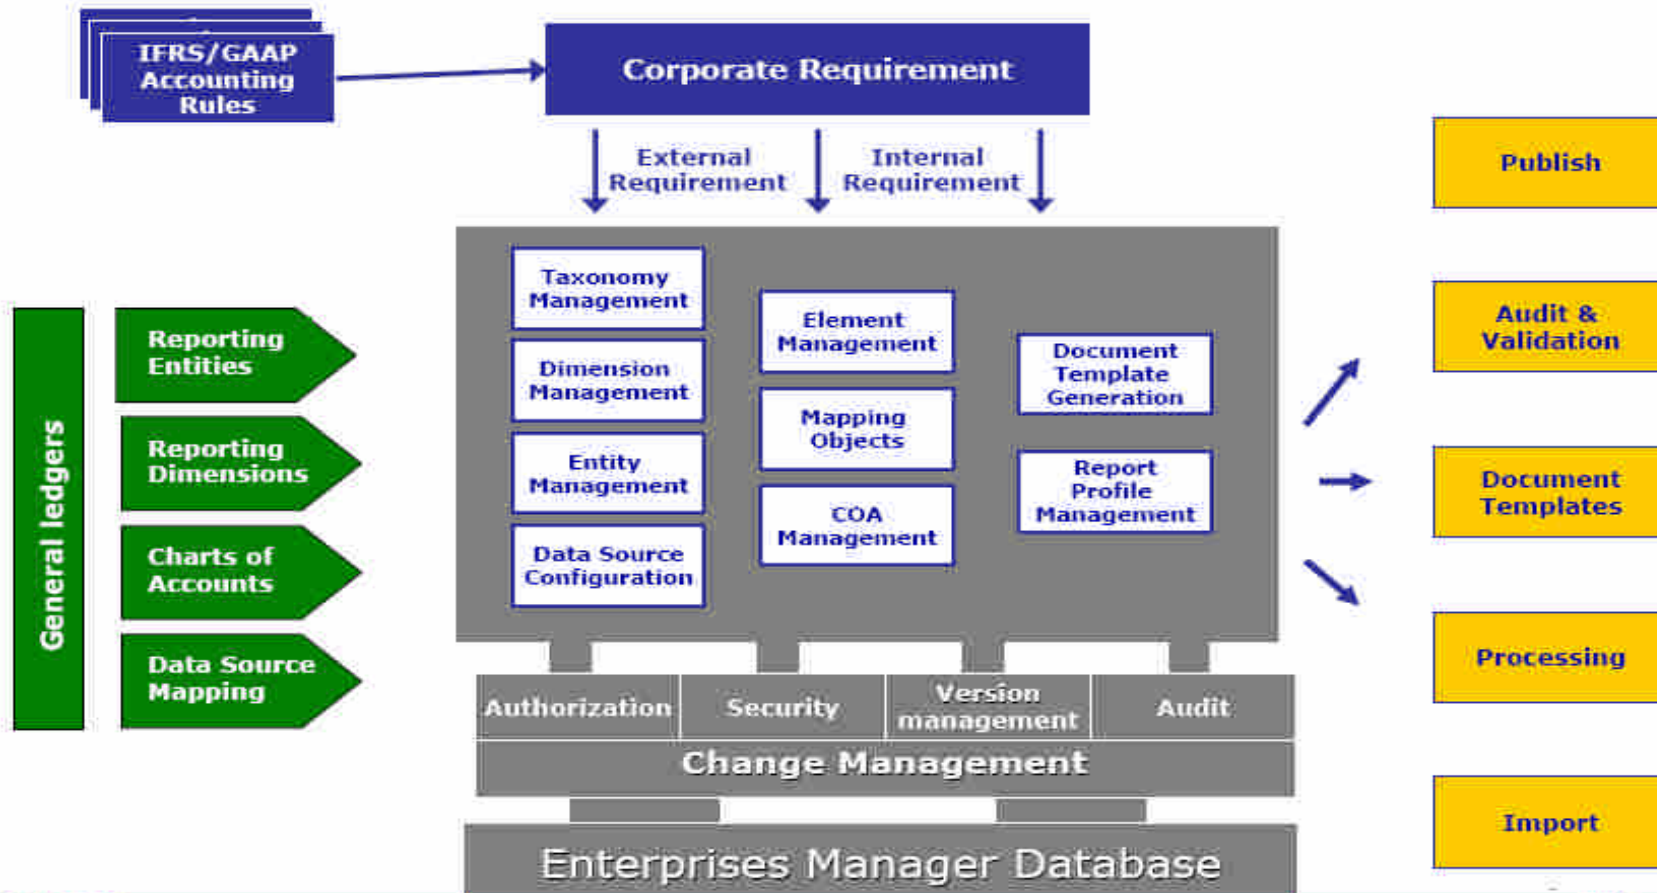 IFRS/GAAP
Accounting
Rules
Corporate Requirement
External
Requirement
Internal
Requirement
General ledgers
Reporting
Entities
Reporting
Dimensions
Charts of
Accounts
Data Source
Mapping
Taxonomy
Management
Dimension
Management
Entity
Management
Data Source
Configuration
Element
Management
Mapping
Objects
COA
Management
Document
Template
Generation
Report
Profile
Management
Authorization
Security
Version
management
Audit
Change Management
Enterprises Manager Database
Publish
Audit &
Validation
Document
Templates
Processing
Import